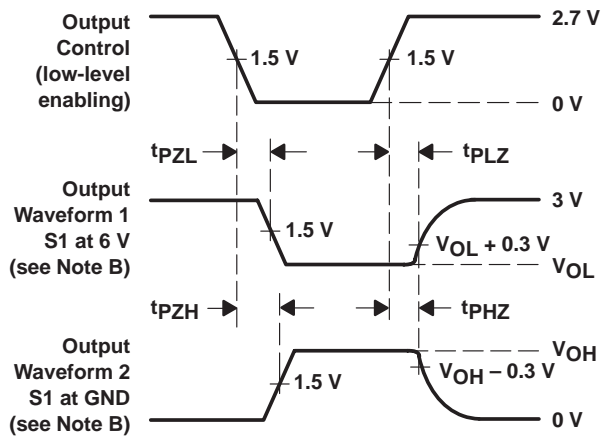 Output
Control
(low-level
enabling)
1.5 V
1.5 V
2.7 V
0 V
tPZL
tPLZ
Output
Waveform 1
S1 at 6 V
(see Note B)
1.5 V
3 V
VOL + 0.3 V
VOL
tPZH
tPHZ
Output
Waveform 2
S1 at GND
(see Note B)
1.5 V
VOH
VOH – 0.3 V
0 V